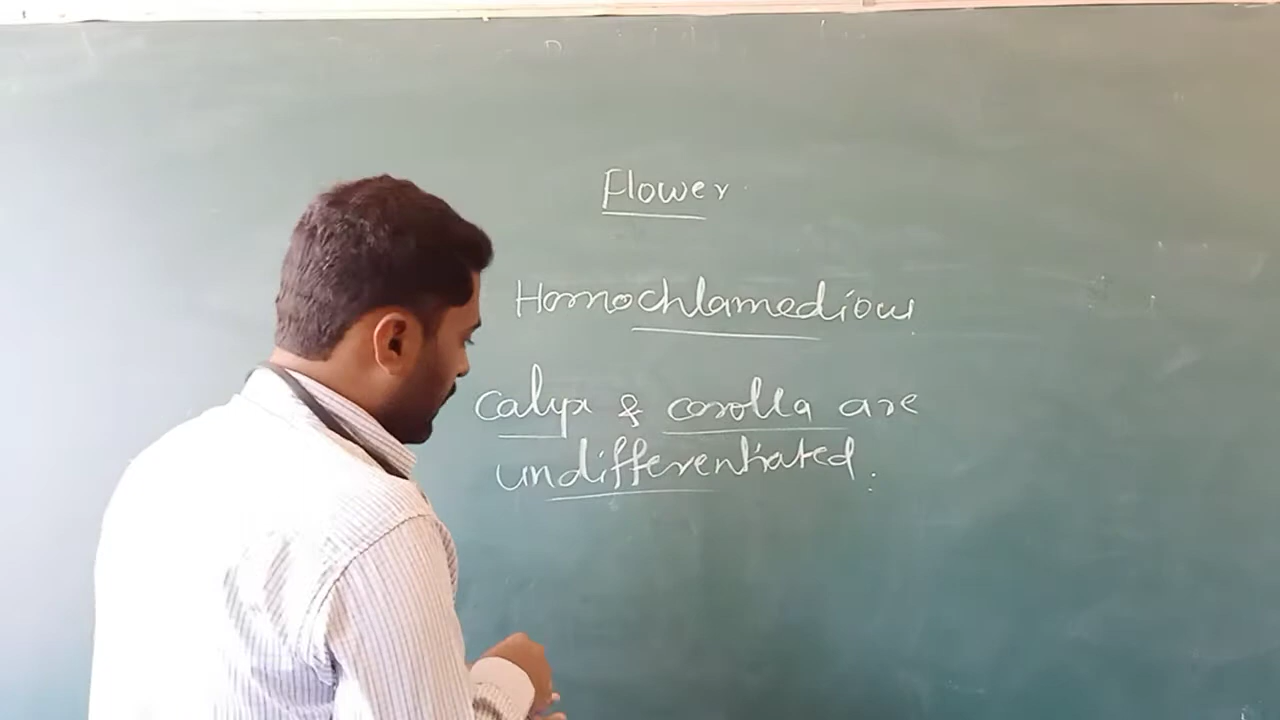 Flower.
Homochlamedious.
Calyx & corolla are
undifferentiated.